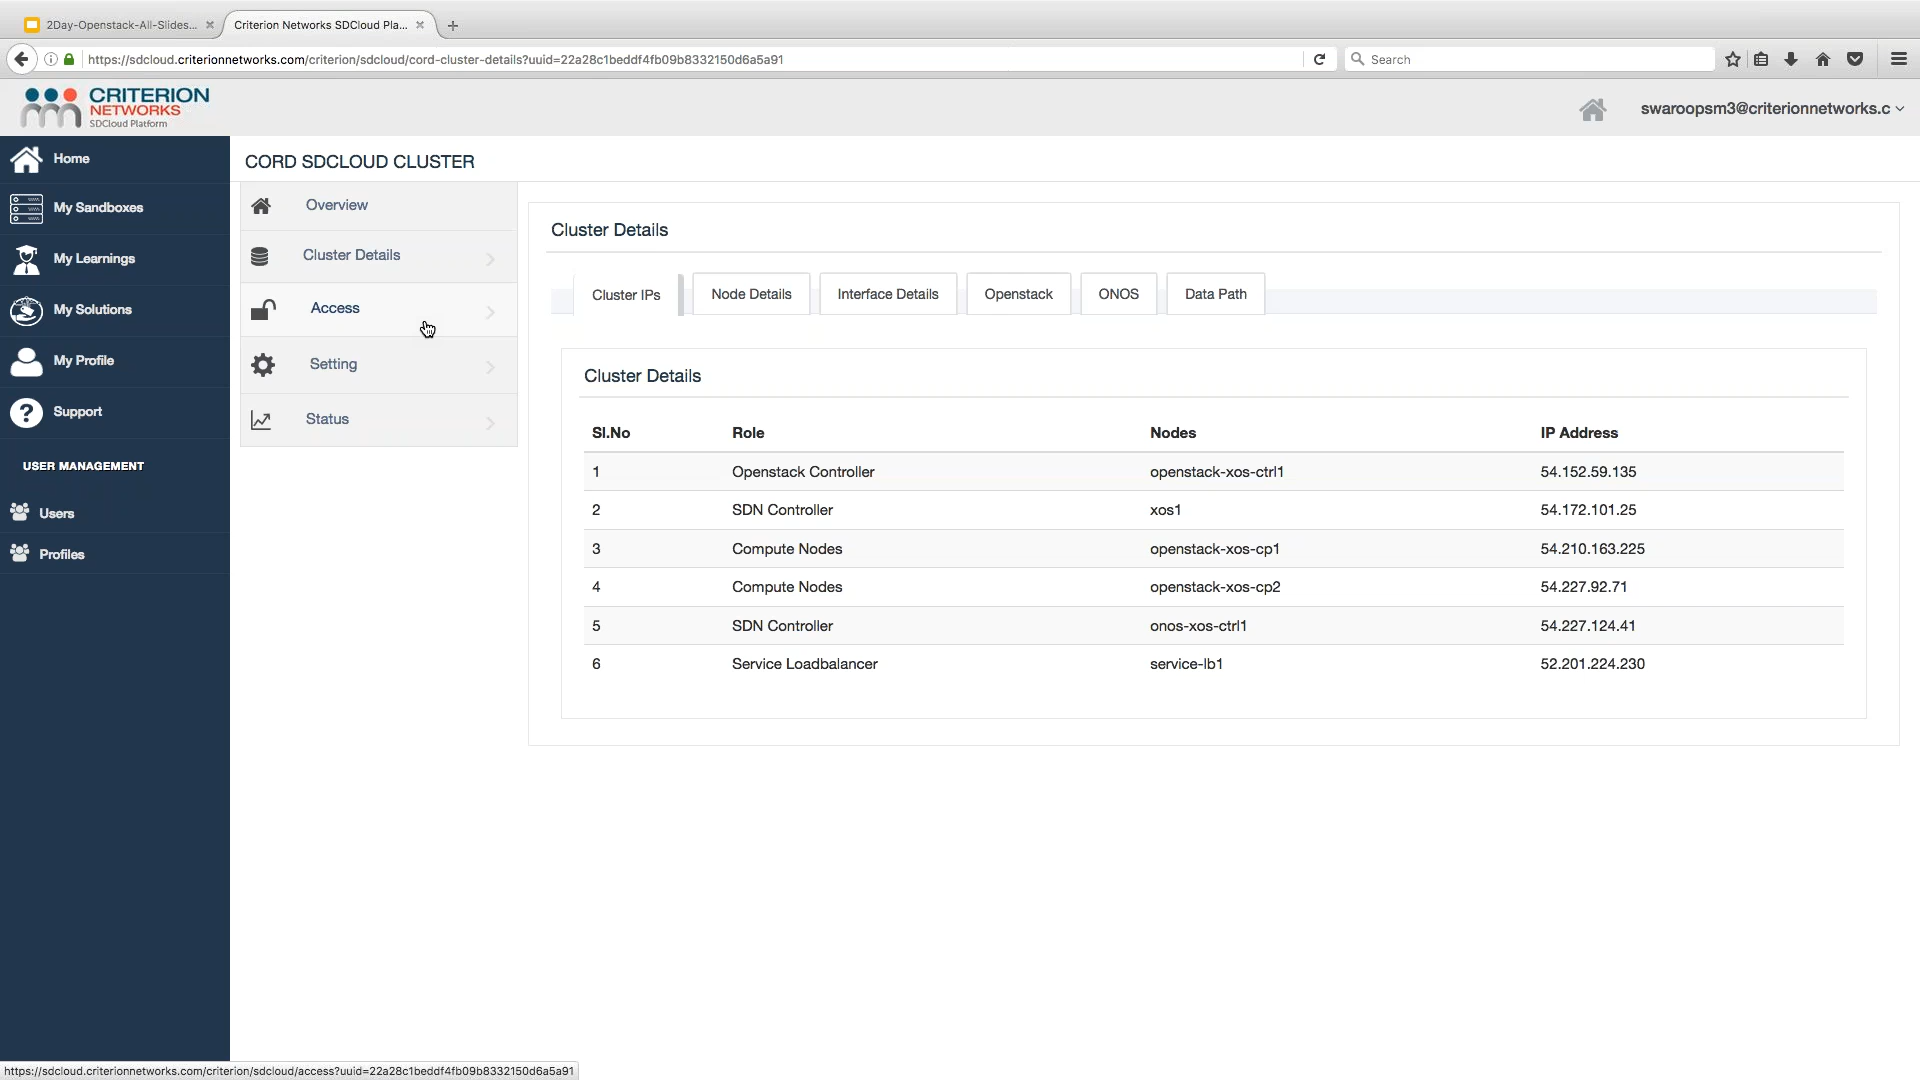 2Day-Openstack-All-Slides...
Criterion Networks SDCloud Pla...
https://sdcloud.criterionnetworks.com/criterion/sdcloud/cord-cluster-details?uuid=22a28c1beddf4fb09b8332150d6a5a91
Search
CRITERION
NETWORKS
SDCloud Platform
swaroopsm3@criterionnetworks.c
Home
My Sandboxes
My Learnings
My Solutions
My Profile
Support
USER MANAGEMENT
Users
Profiles
CORD SDCLOUD CLUSTER
Overview
Cluster Details
Access
Setting
Status
Cluster Details
Cluster IPs Node Details Interface Details Openstack ONOS Data Path
Cluster Details
Sl.No Role Nodes IP Address
1 Openstack Controller openstack-xos-ctrl1 54.152.59.135
2 SDN Controller xos1 54.172.101.25
3 Compute Nodes openstack-xos-cp1 54.210.163.225
4 Compute Nodes openstack-xos-cp2 54.227.92.71
5 SDN Controller onos-xos-ctrl1 54.227.124.41
6 Service Loadbalancer service-lb1 52.201.224.230
https://sdcloud.criterionnetworks.com/criterion/sdcloud/access?uuid=22a28c1beddf4fb09b8332150d6a5a91